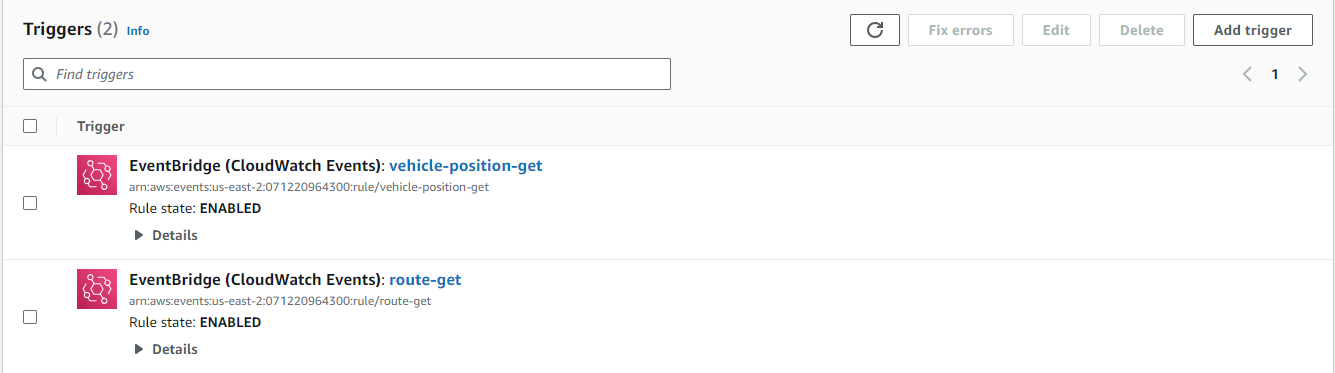 Triggers (2) Info
Fix errors
Edit
Delete
Add trigger
Find triggers
1
Trigger
EventBridge (CloudWatch Events): vehicle-position-get
arn:aws:events:us-east-2:071220964300:rule/vehicle-position-get
Rule state: ENABLED
Details
EventBridge (CloudWatch Events): route-get
arn:aws:events:us-east-2:071220964300:rule/route-get
Rule state: ENABLED
Details